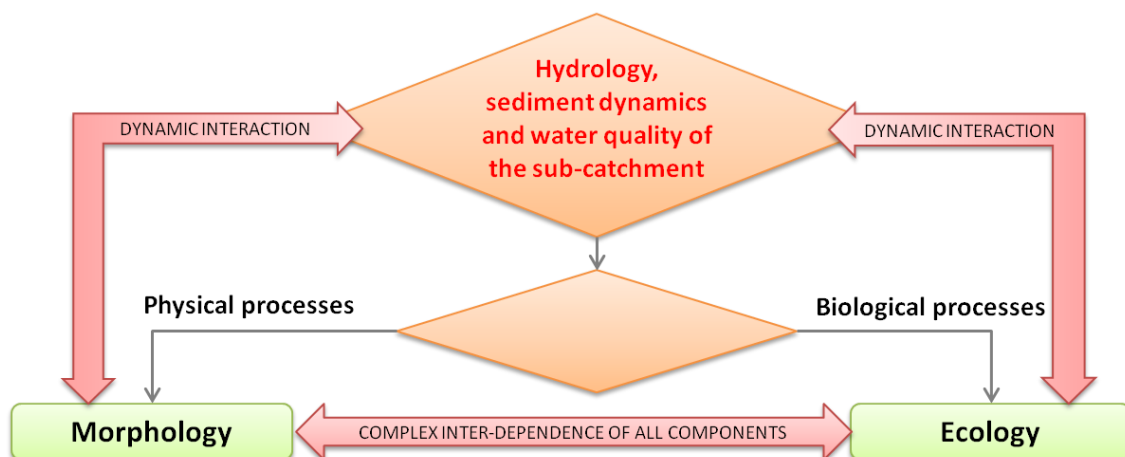 Hydrology,
sediment dynamics
and water quality of
the sub-catchment
DYNAMIC INTERACTION
DYNAMIC INTERACTION
Physical processes
Biological processes
Morphology
COMPLEX INTER-DEPENDENCE OF ALL COMPONENTS
Ecology